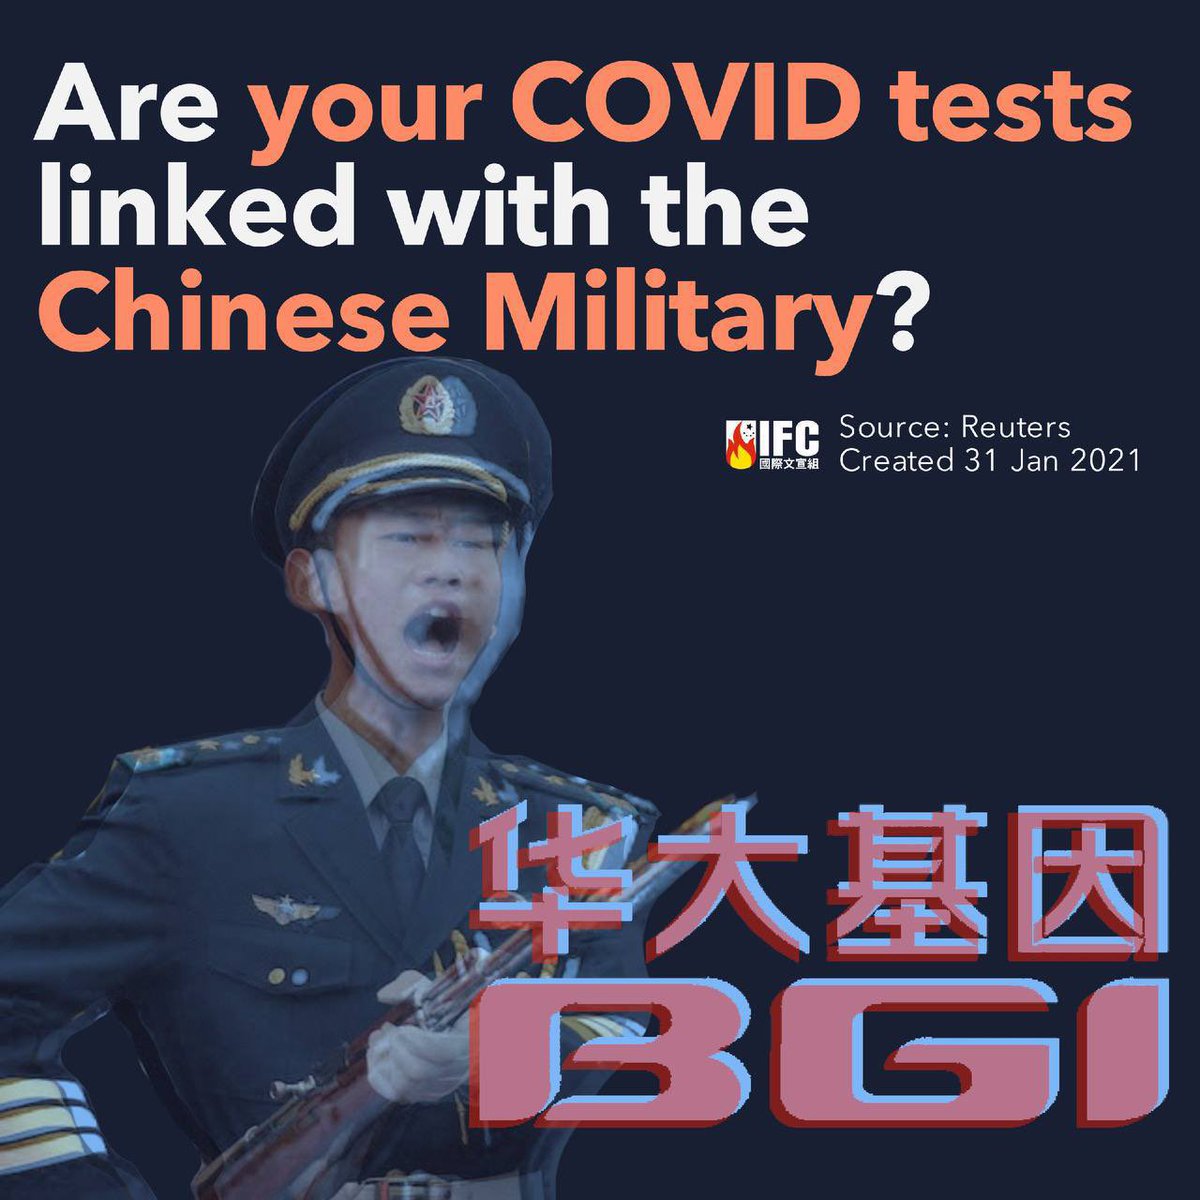 Are your COVID tests
linked with the
Chinese Military?
IFC
國際文宣組
Source: Reuters
Created 31 Jan 2021
华大基因
BGI